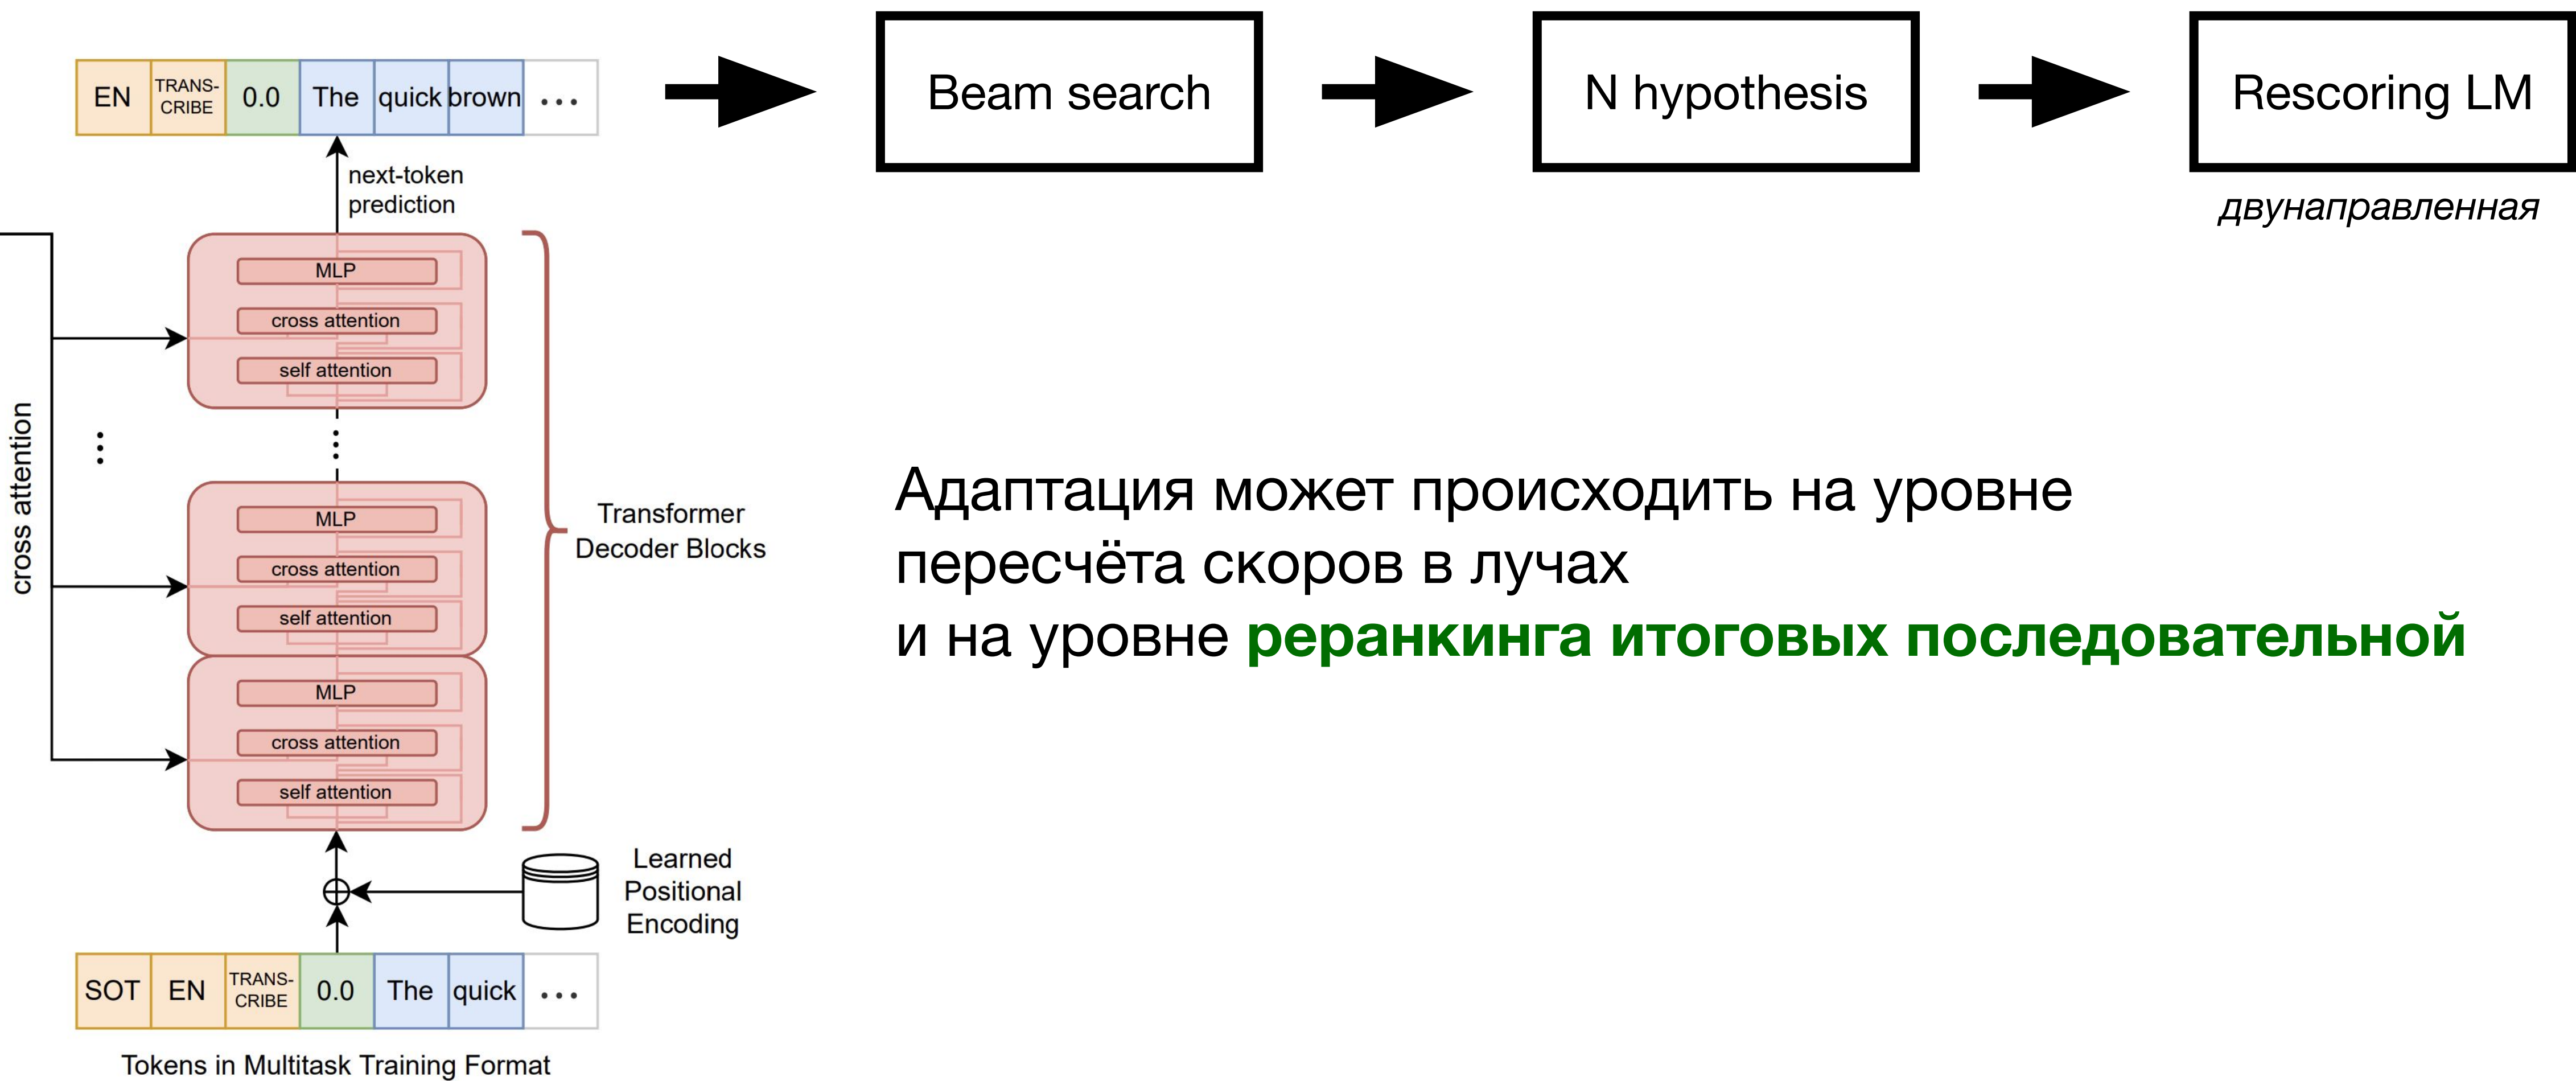 EN TRANS-CRIBE 0.0 The quick brown ...
Beam search
N hypothesis
Rescoring LM
двунаправленная
next-token
prediction
MLP
cross attention
self attention
cross attention
...
MLP
cross attention
self attention
Transformer
Decoder Blocks
MLP
cross attention
self attention
Адаптация может происходить на уровне
пересчёта скоров в лучах
и на уровне реранкинга итоговых последовательной
Learned
Positional
Encoding
SOT EN TRANS-CRIBE 0.0 The quick ...
Tokens in Multitask Training Format